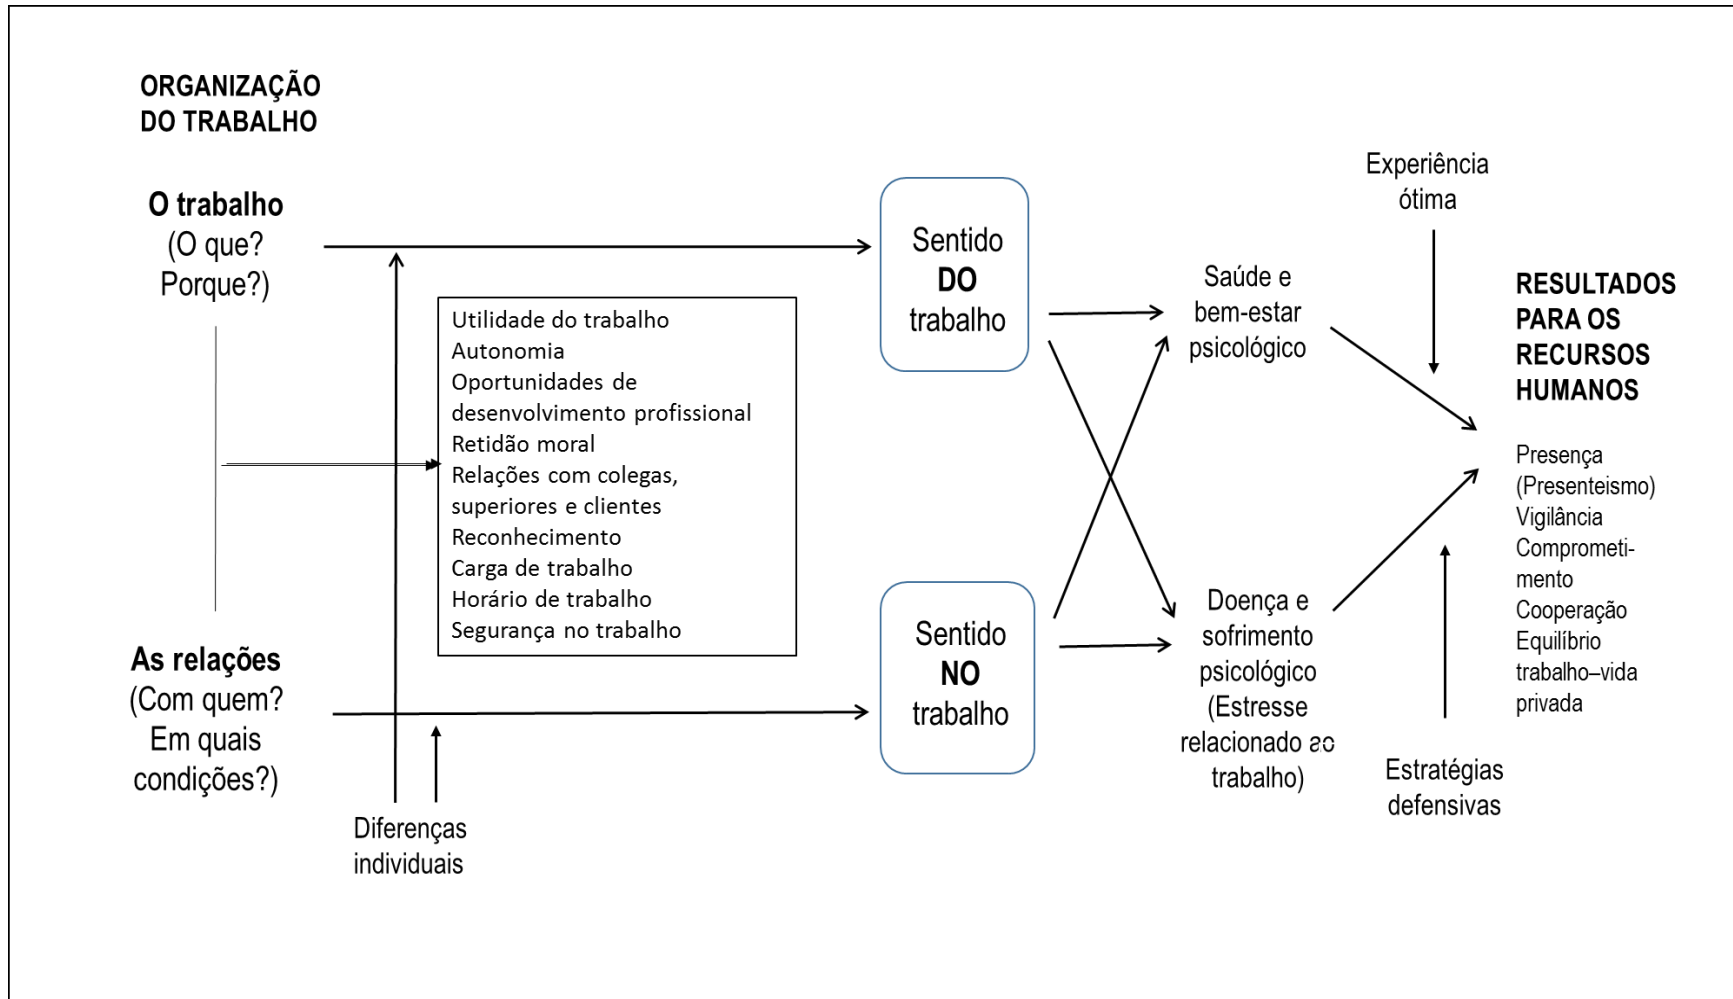 ORGANIZAÇÃO
DO TRABALHO
O trabalho
(O que?
Porque?)
As relações
(Com quem?
Em quais
condições?)
Diferenças
individuais
Utilidade do trabalho
Autonomia
Oportunidades de
desenvolvimento profissional
Retidão moral
Relações com colegas,
superiores e clientes
Reconhecimento
Carga de trabalho
Horário de trabalho
Segurança no trabalho
Sentido
DO
trabalho
Sentido
NO
trabalho
Saúde e
bem-estar
psicológico
Doença e
sofrimento
psicológico
(Estresse
relacionado ao
trabalho)
Experiência
ótima
Estratégias
defensivas
RESULTADOS
PARA OS
RECURSOS
HUMANOS
Presença
(Presenteismo)
Vigilância
Comprometi-
mento
Cooperação
Equilíbrio
trabalho–vida
privada